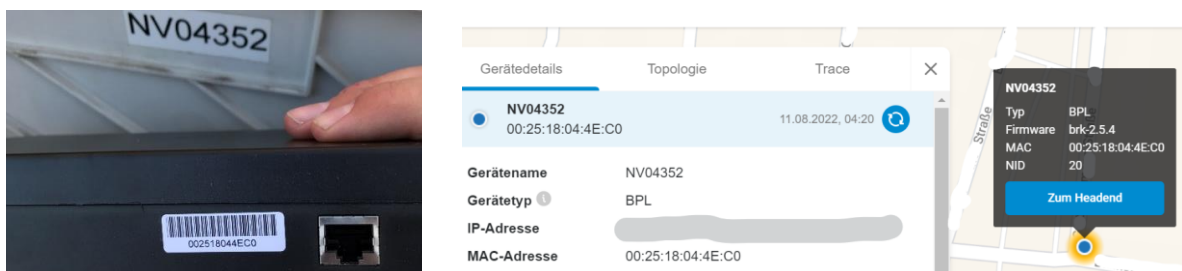 NV04352
002518044EC0
Gerätedetails
Topologie
Trace
NV04352
00:25:18:04:4E:C0
11.08.2022, 04:20
Gerätename NV04352
Gerätetyp BPL
IP-Adresse
MAC-Adresse 00:25:18:04:4E:C0
Straße
NV04352
Typ BPL
Firmware brk-2.5.4
MAC 00:25:18:04:4E:C0
NID 20
Zum Headend